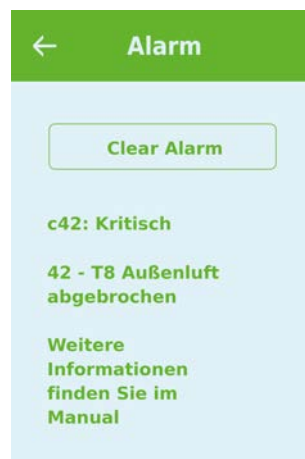 Alarm
Clear Alarm
c42: Kritisch
42 - T8 Außenluft
abgebrochen
Weitere
Informationen
finden Sie im
Manual